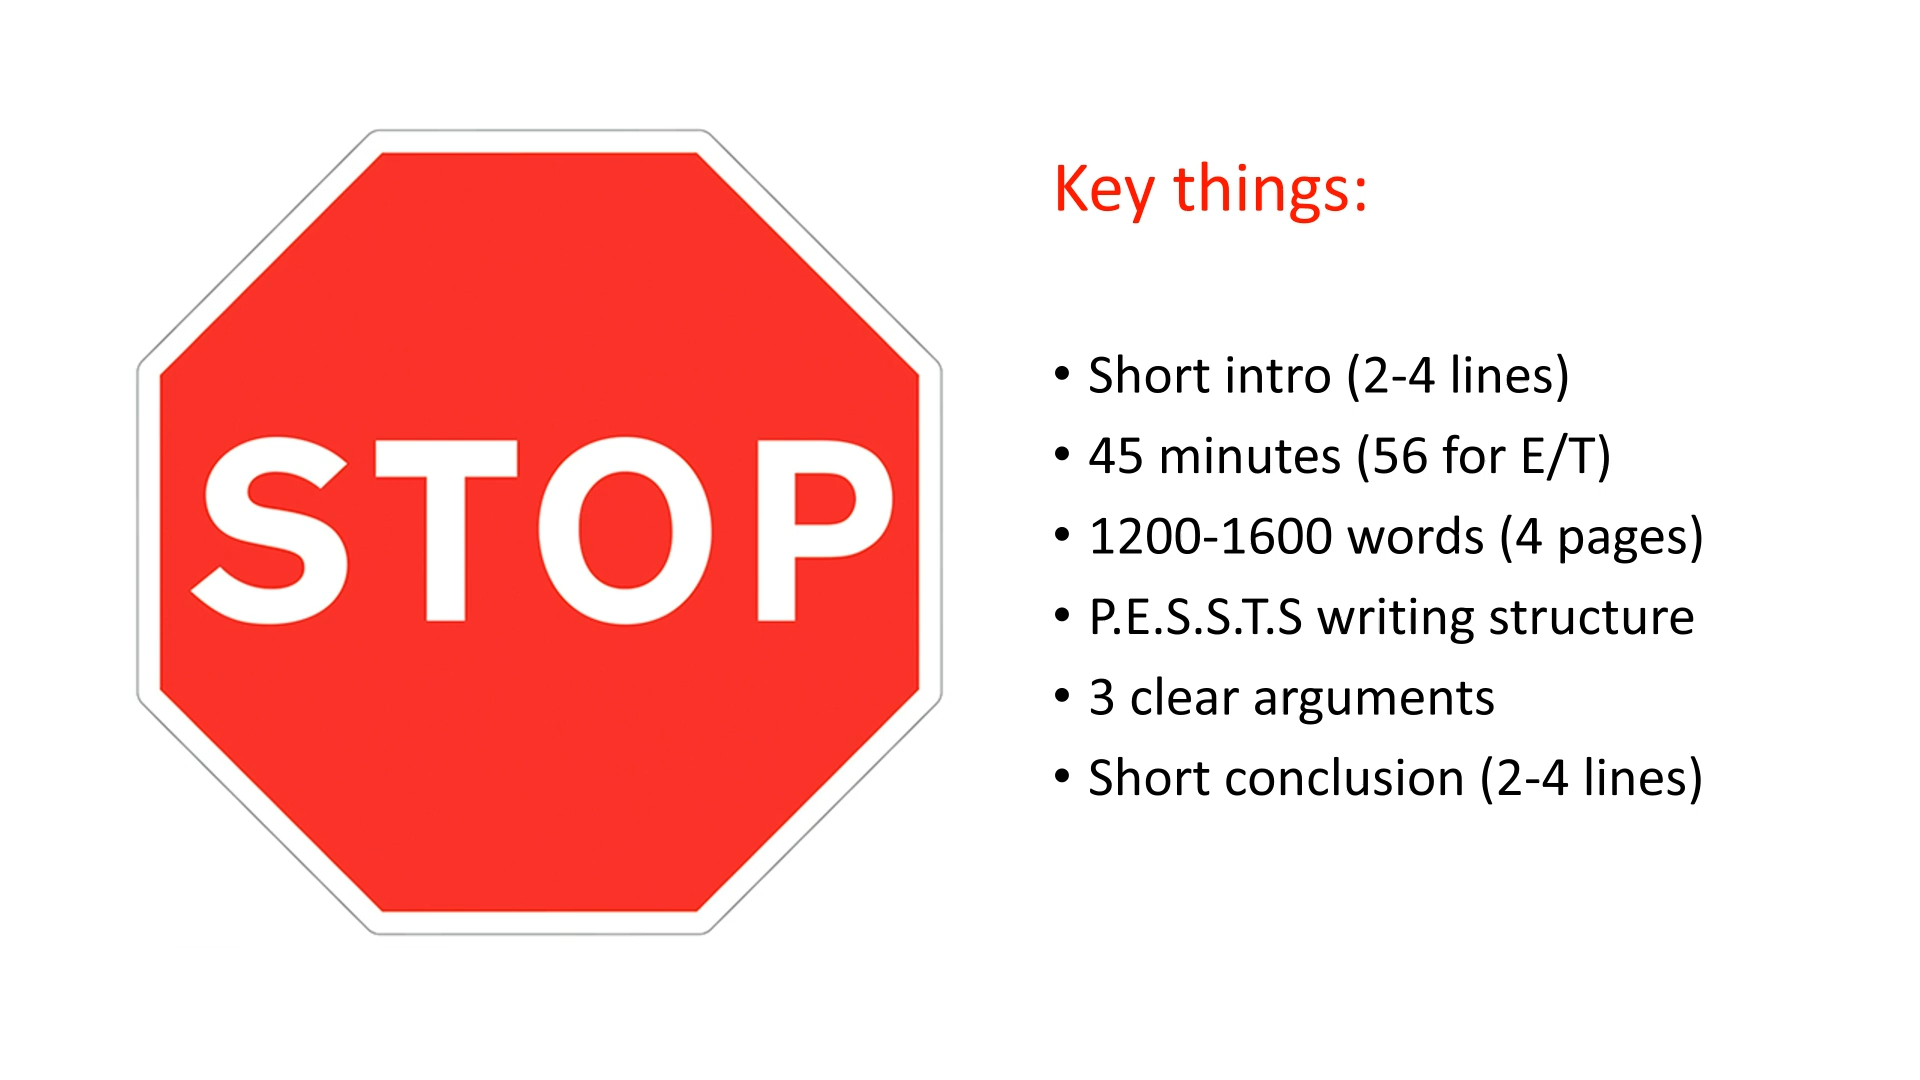 STOP
Key things:
• Short intro (2-4 lines)
• 45 minutes (56 for E/T)
• 1200-1600 words (4 pages)
• P.E.S.S.T.S writing structure
• 3 clear arguments
• Short conclusion (2-4 lines)